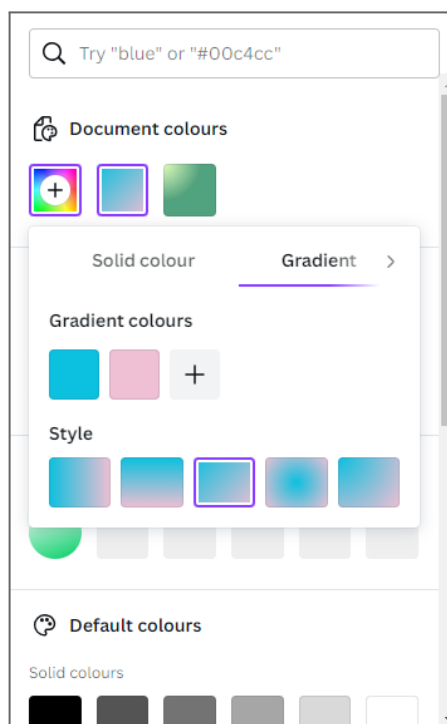 Try "blue" or "#00c4cc"
Document colours
Solid colour Gradient
Gradient colours
Style
Default colours
Solid colours